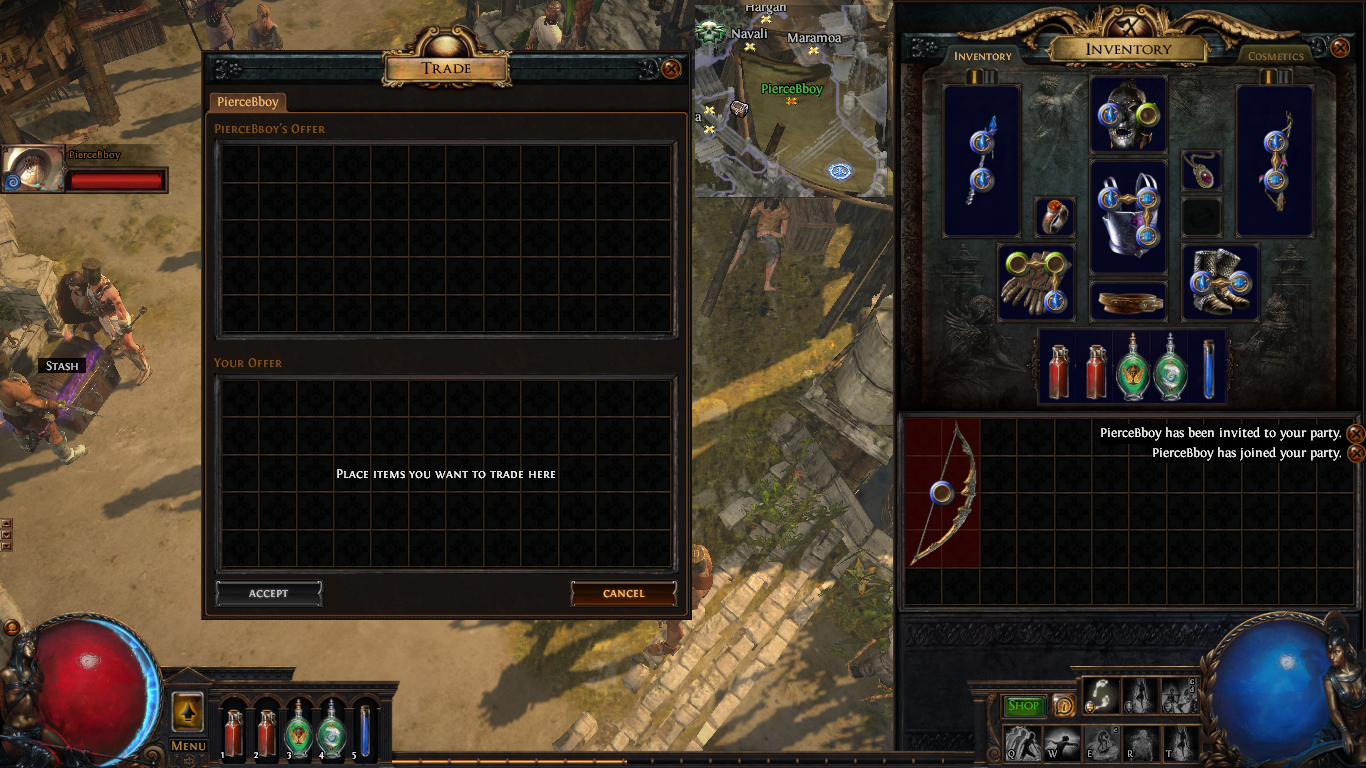 Hargan
Navali
Maramoa
PierceBboy
a
Trade
PierceBboy
PierceBboy's Offer
PierceBboy
Stash
Your Offer
Place items you want to trade here
Accept
Cancel
Inventory
Inventory
Cosmetics
PierceBboy has been invited to your party.
PierceBboy has joined your party.
Menu
1 2 3 4 5
Shop
C
Q W E R T
C